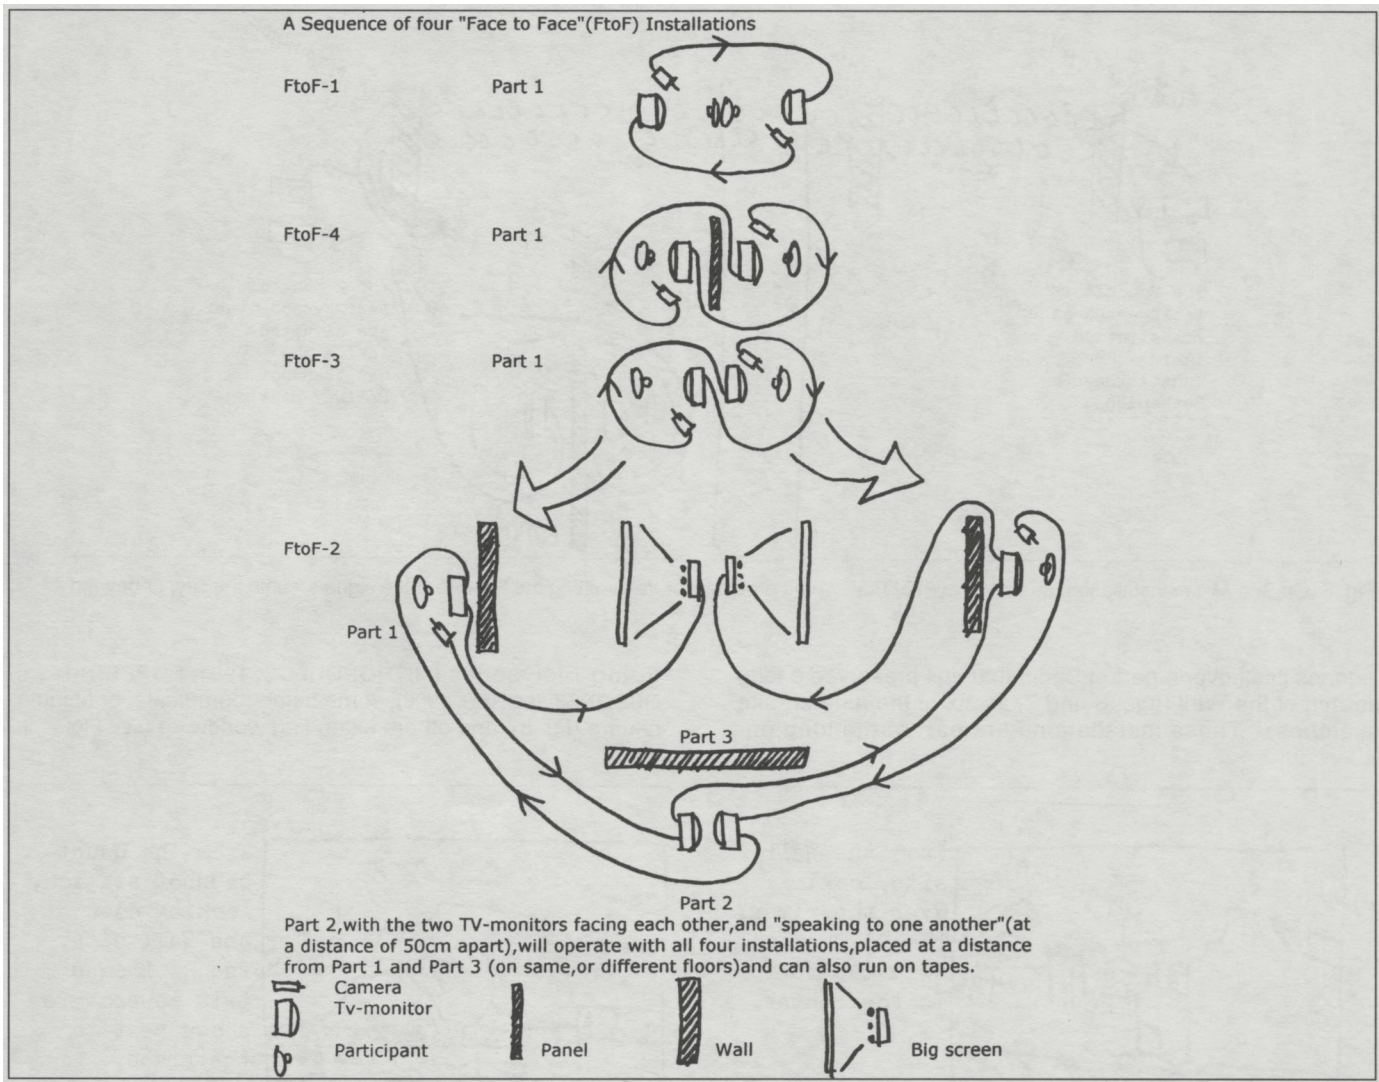 A Sequence of four "Face to Face"(FtoF) Installations
FtoF-1 Part 1
FtoF-4 Part 1
FtoF-3 Part 1
FtoF-2
Part 1
Part 3
Part 2
Part 2,with the two TV-monitors facing each other,and "speaking to one another"(at
a distance of 50cm apart),will operate with all four installations,placed at a distance
from Part 1 and Part 3 (on same,or different floors)and can also run on tapes.
Camera
Tv-monitor
Participant Panel Wall Big screen